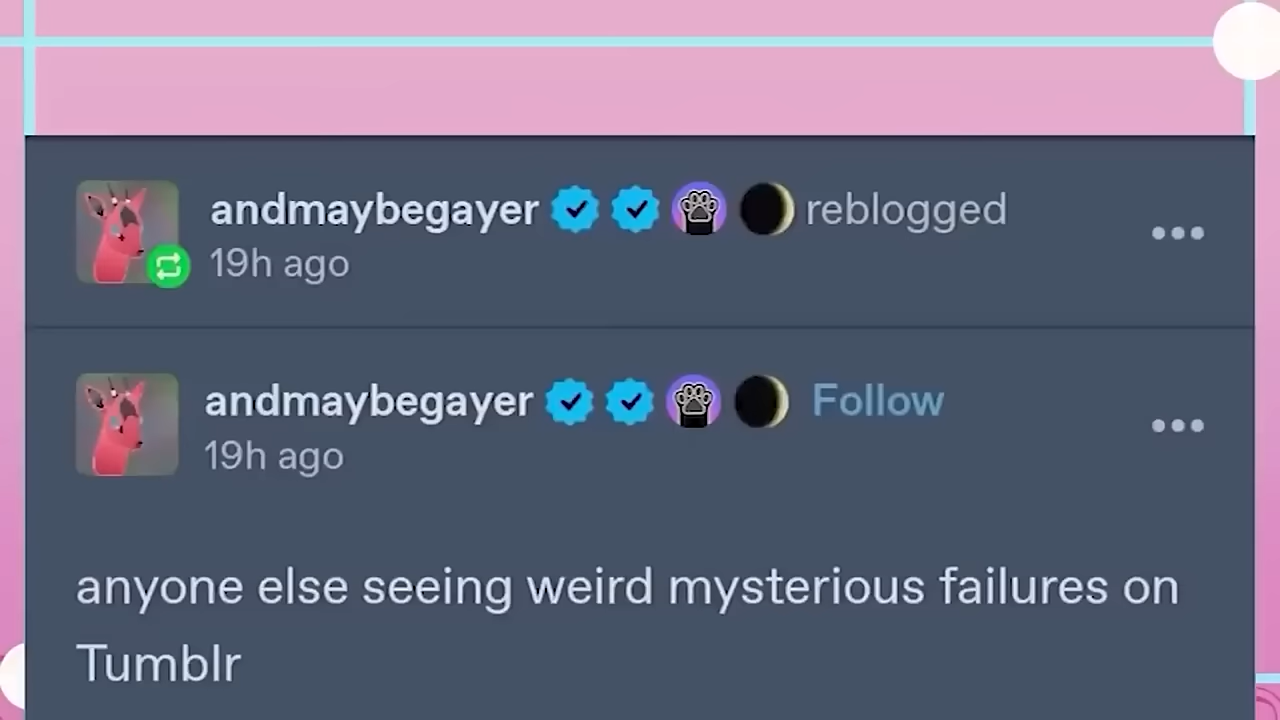 andmaybegayer reblogged
19h ago
andmaybegayer Follow
19h ago
anyone else seeing weird mysterious failures on
Tumblr